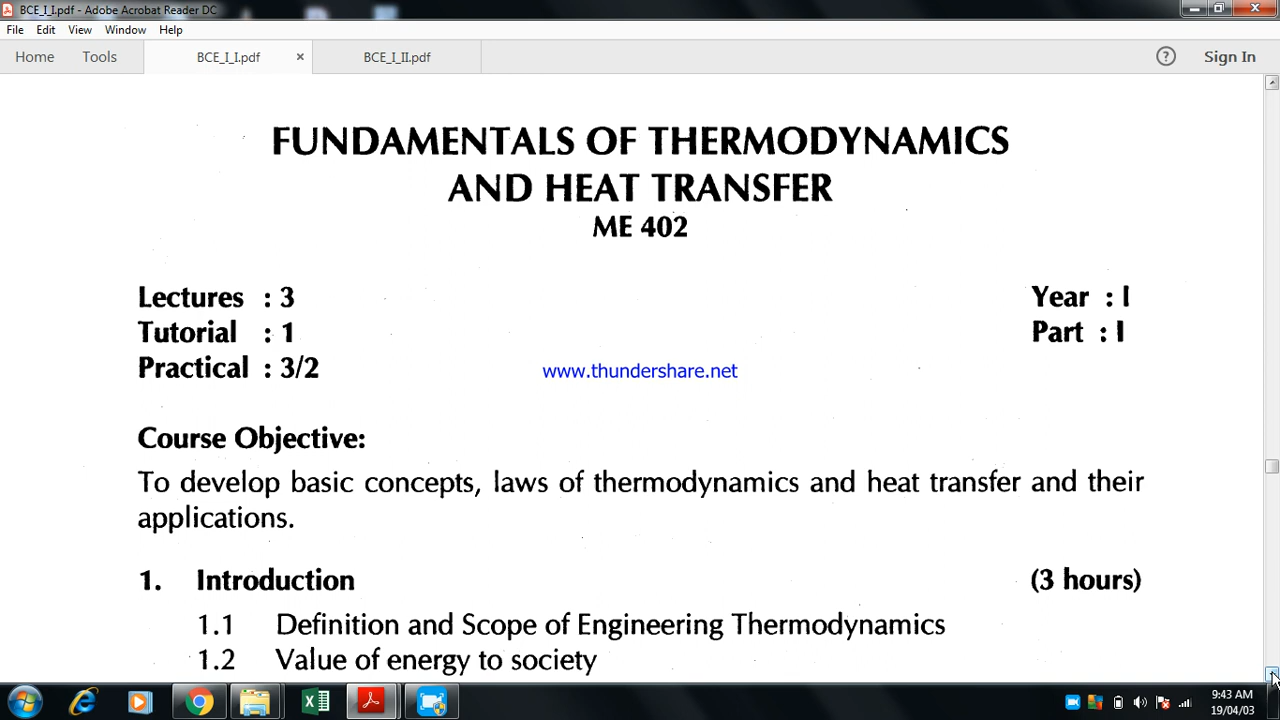 BCE_I_I.pdf - Adobe Acrobat Reader DC
File Edit View Window Help
Home Tools BCE_I_I.pdf × BCE_I_II.pdf ? Sign In
FUNDAMENTALS OF THERMODYNAMICS
AND HEAT TRANSFER
ME 402
Lectures : 3 Year : I
Tutorial : 1 Part : I
Practical : 3/2
www.thundershare.net
Course Objective:
To develop basic concepts, laws of thermodynamics and heat transfer and their
applications.
1. Introduction (3 hours)
1.1 Definition and Scope of Engineering Thermodynamics
1.2 Value of energy to society
9:43 AM
19/04/03